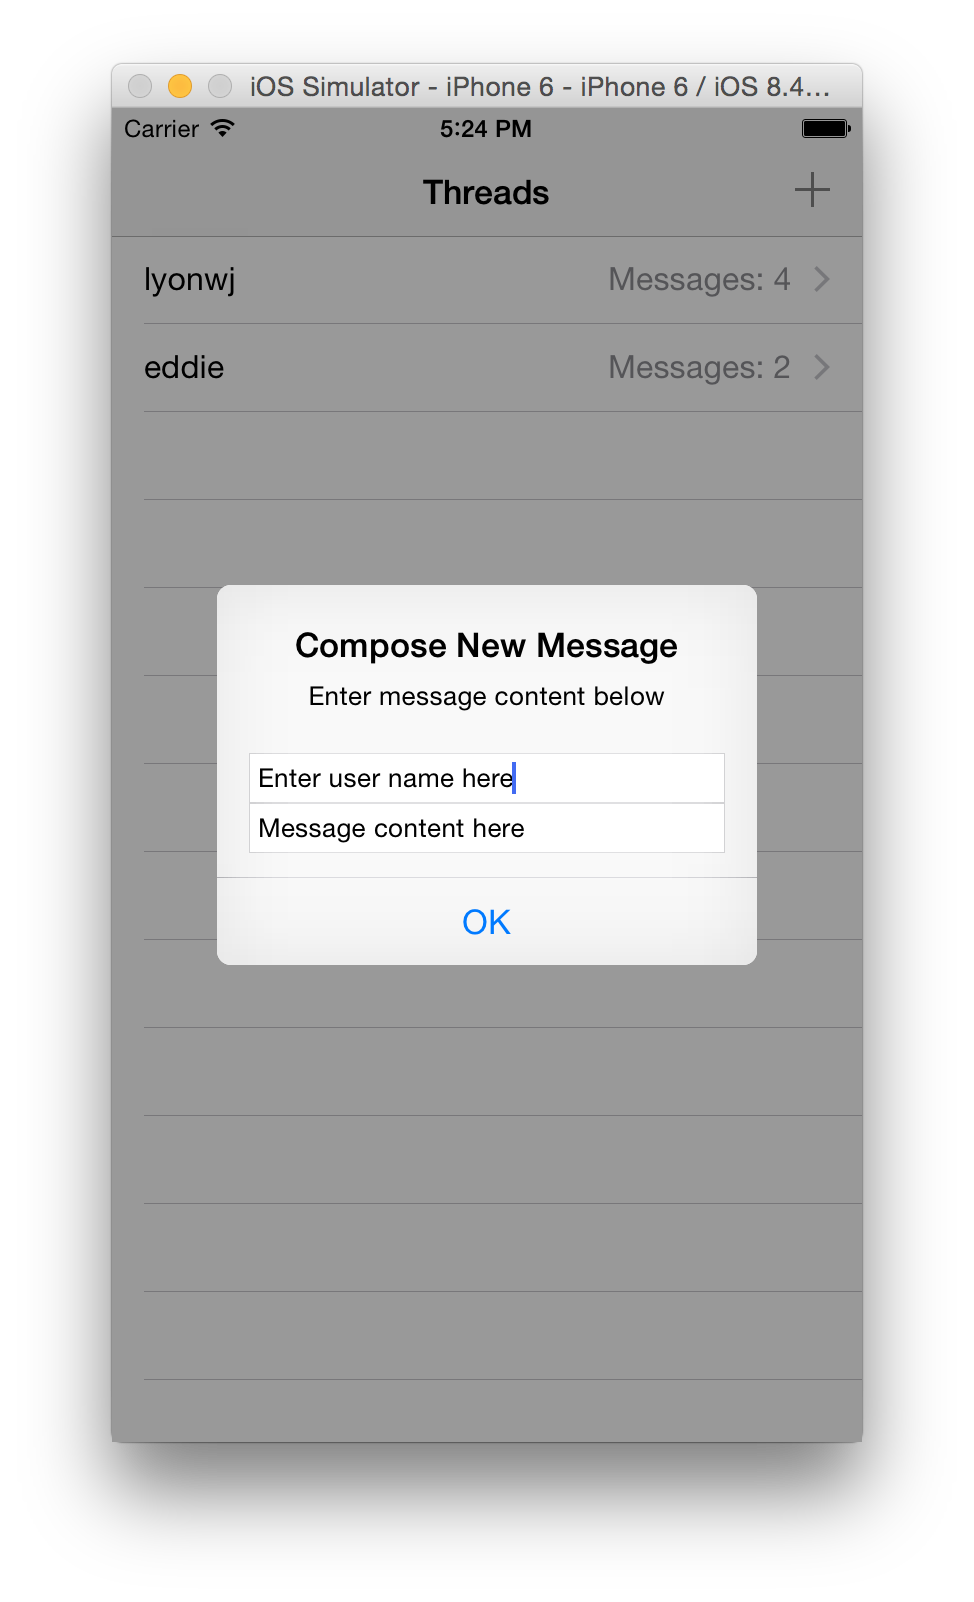 iOS Simulator - iPhone 6 - iPhone 6 / iOS 8.4...
Carrier 5:24 PM
Threads
lyonwj Messages: 4
eddie Messages: 2
Compose New Message
Enter message content below
Enter user name here
Message content here
OK